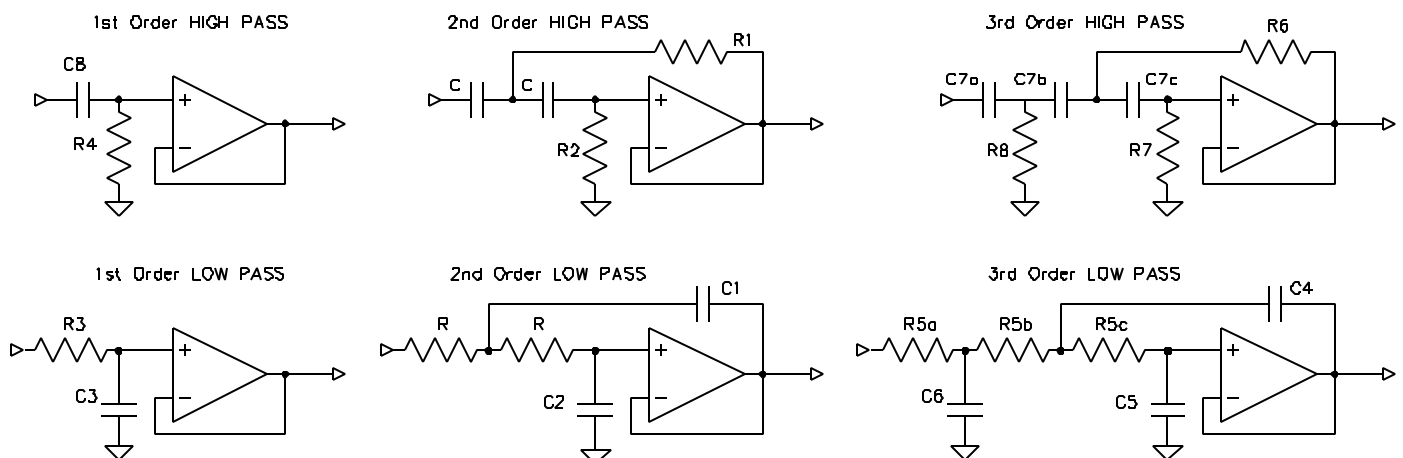 1st Order HIGH PASS
2nd Order HIGH PASS
3rd Order HIGH PASS
C8
R4
+
−
R1
C
C
R2
+
−
R6
C7a
C7b
C7c
R8
R7
+
−
1st Order LOW PASS
2nd Order LOW PASS
3rd Order LOW PASS
R3
C3
+
−
C1
R
R
C2
+
−
C4
R5a
R5b
R5c
C6
C5
+
−